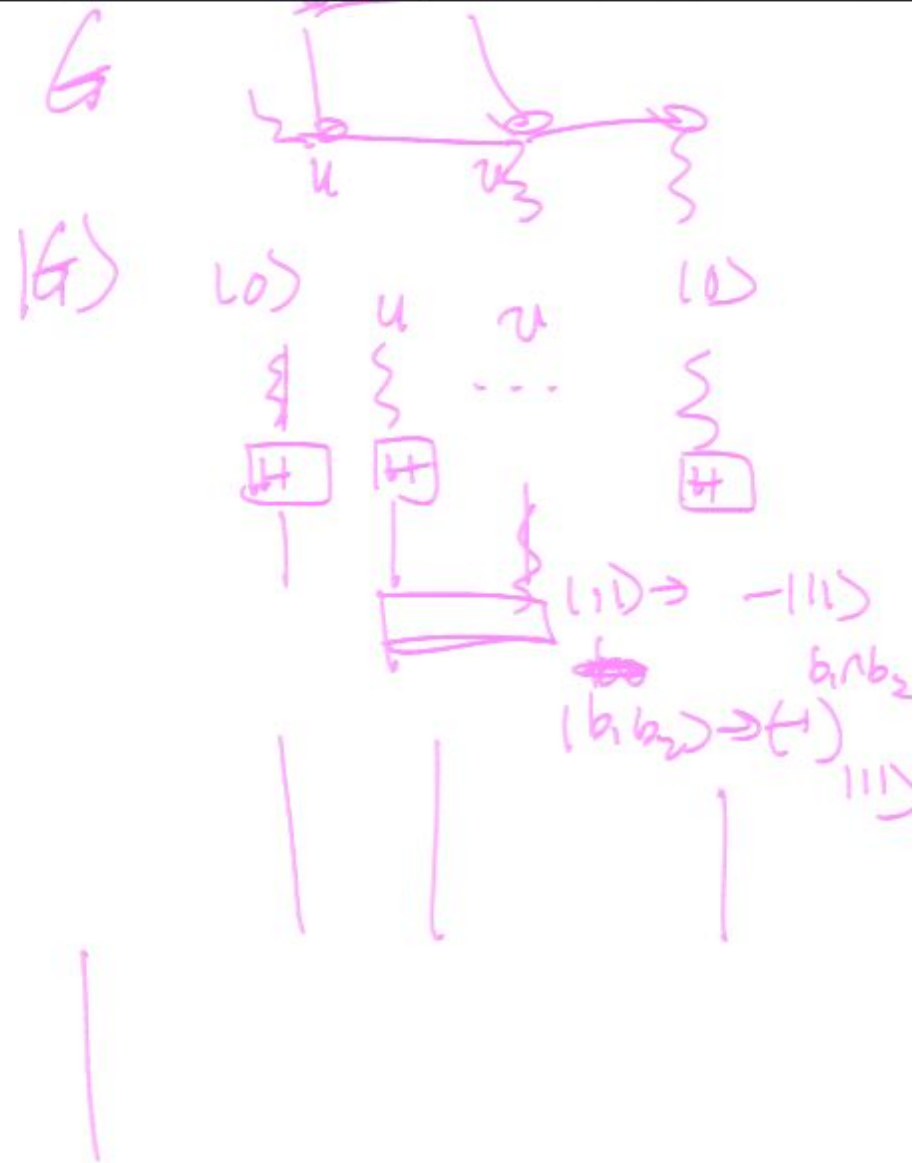 G
u v
|G⟩ |0⟩ u v |0⟩
...
H H H
|11⟩ → -|11⟩
b₁∧b₂
|b₁b₂⟩ → (-1)
|11⟩